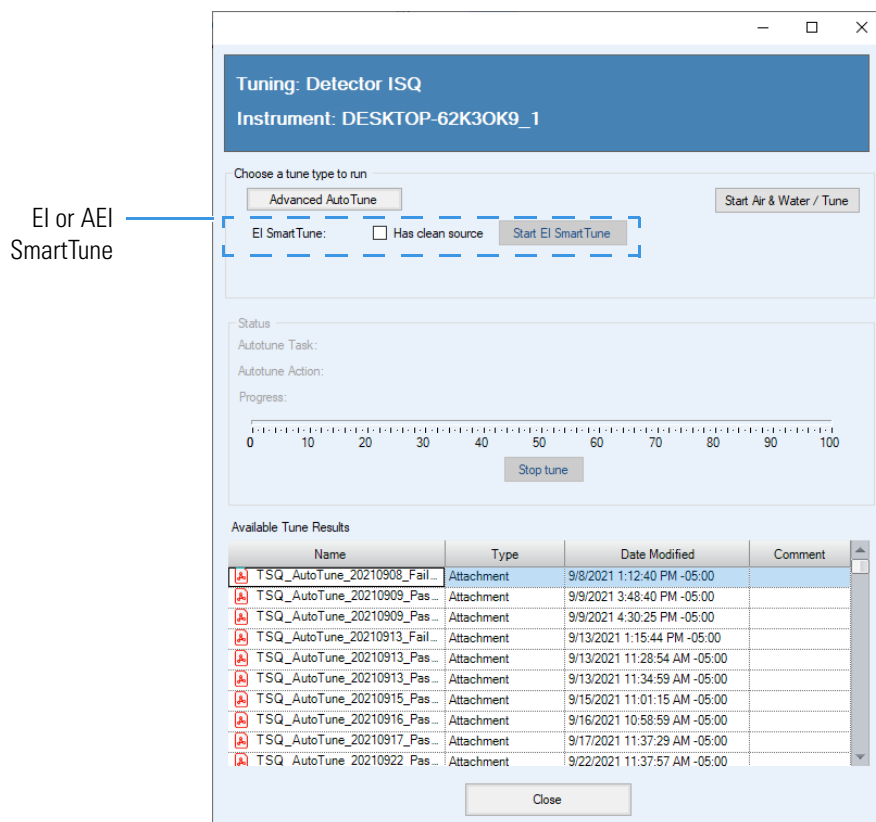 Tuning: Detector ISQ
Instrument: DESKTOP-62K3OK9_1
Choose a tune type to run
Advanced AutoTune
Start Air & Water / Tune
EI or AEI
SmartTune
EI SmartTune: Has clean source Start EI SmartTune
Status
Autotune Task:
Autotune Action:
Progress:
0 10 20 30 40 50 60 70 80 90 100
Stop tune
Available Tune Results
Name Type Date Modified Comment
TSQ_AutoTune_20210908_Fail... Attachment 9/8/2021 1:12:40 PM -05:00
TSQ_AutoTune_20210909_Pas... Attachment 9/9/2021 3:48:40 PM -05:00
TSQ_AutoTune_20210909_Pas... Attachment 9/9/2021 4:30:25 PM -05:00
TSQ_AutoTune_20210913_Fail... Attachment 9/13/2021 1:15:44 PM -05:00
TSQ_AutoTune_20210913_Pas... Attachment 9/13/2021 11:28:54 AM -05:00
TSQ_AutoTune_20210913_Pas... Attachment 9/13/2021 11:34:59 AM -05:00
TSQ_AutoTune_20210915_Pas... Attachment 9/15/2021 11:01:15 AM -05:00
TSQ_AutoTune_20210916_Pas... Attachment 9/16/2021 10:58:59 AM -05:00
TSQ_AutoTune_20210917_Pas... Attachment 9/17/2021 11:37:29 AM -05:00
TSQ_AutoTune_20210922_Pas... Attachment 9/22/2021 11:37:57 AM -05:00
Close